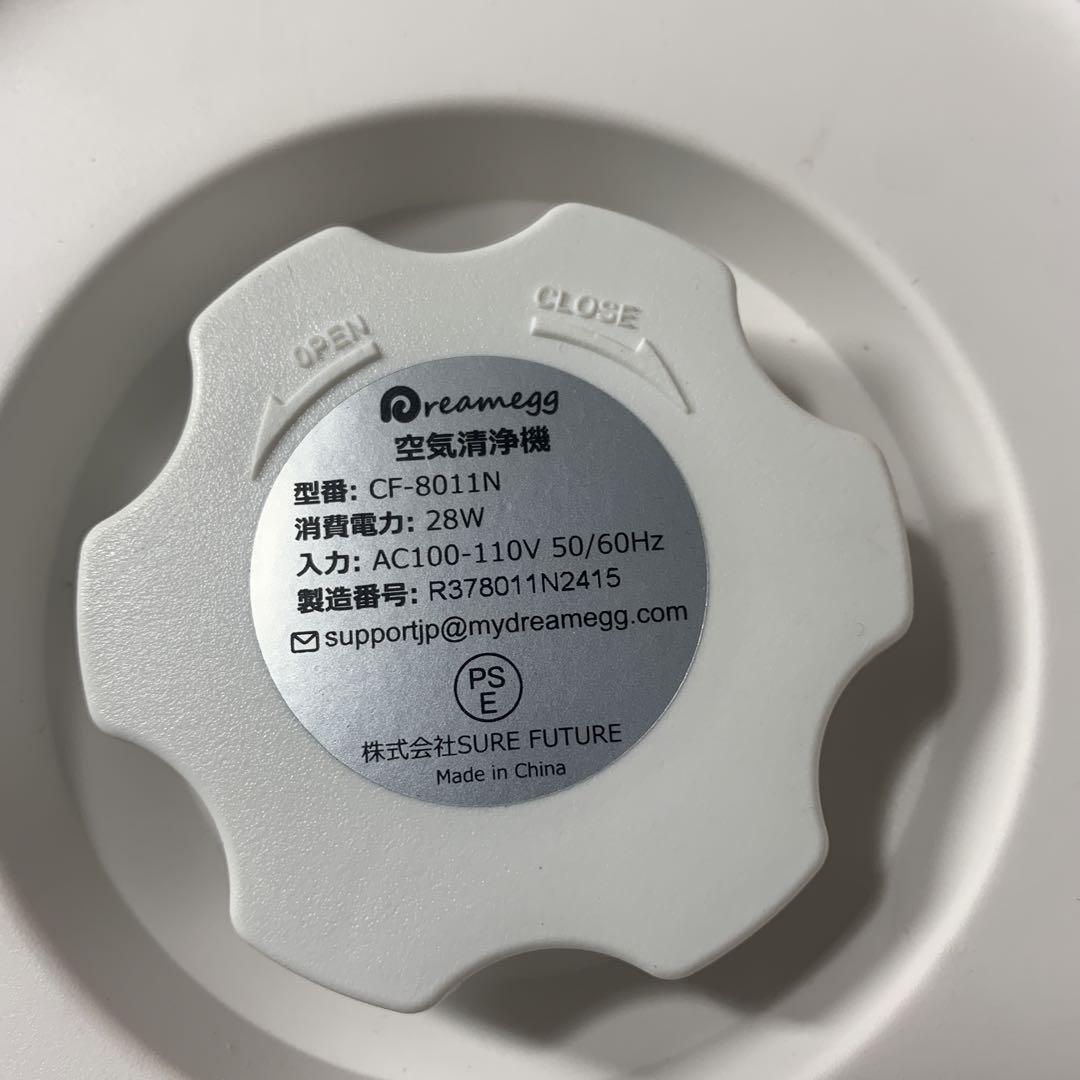 OPEN
CLOSE
Dreamegg
空気清浄機
型番: CF-8011N
消費電力: 28W
入力: AC100-110V 50/60Hz
製造番号: R378011N2415
supportjp@mydreamegg.com
PS
E
株式会社SURE FUTURE
Made in China